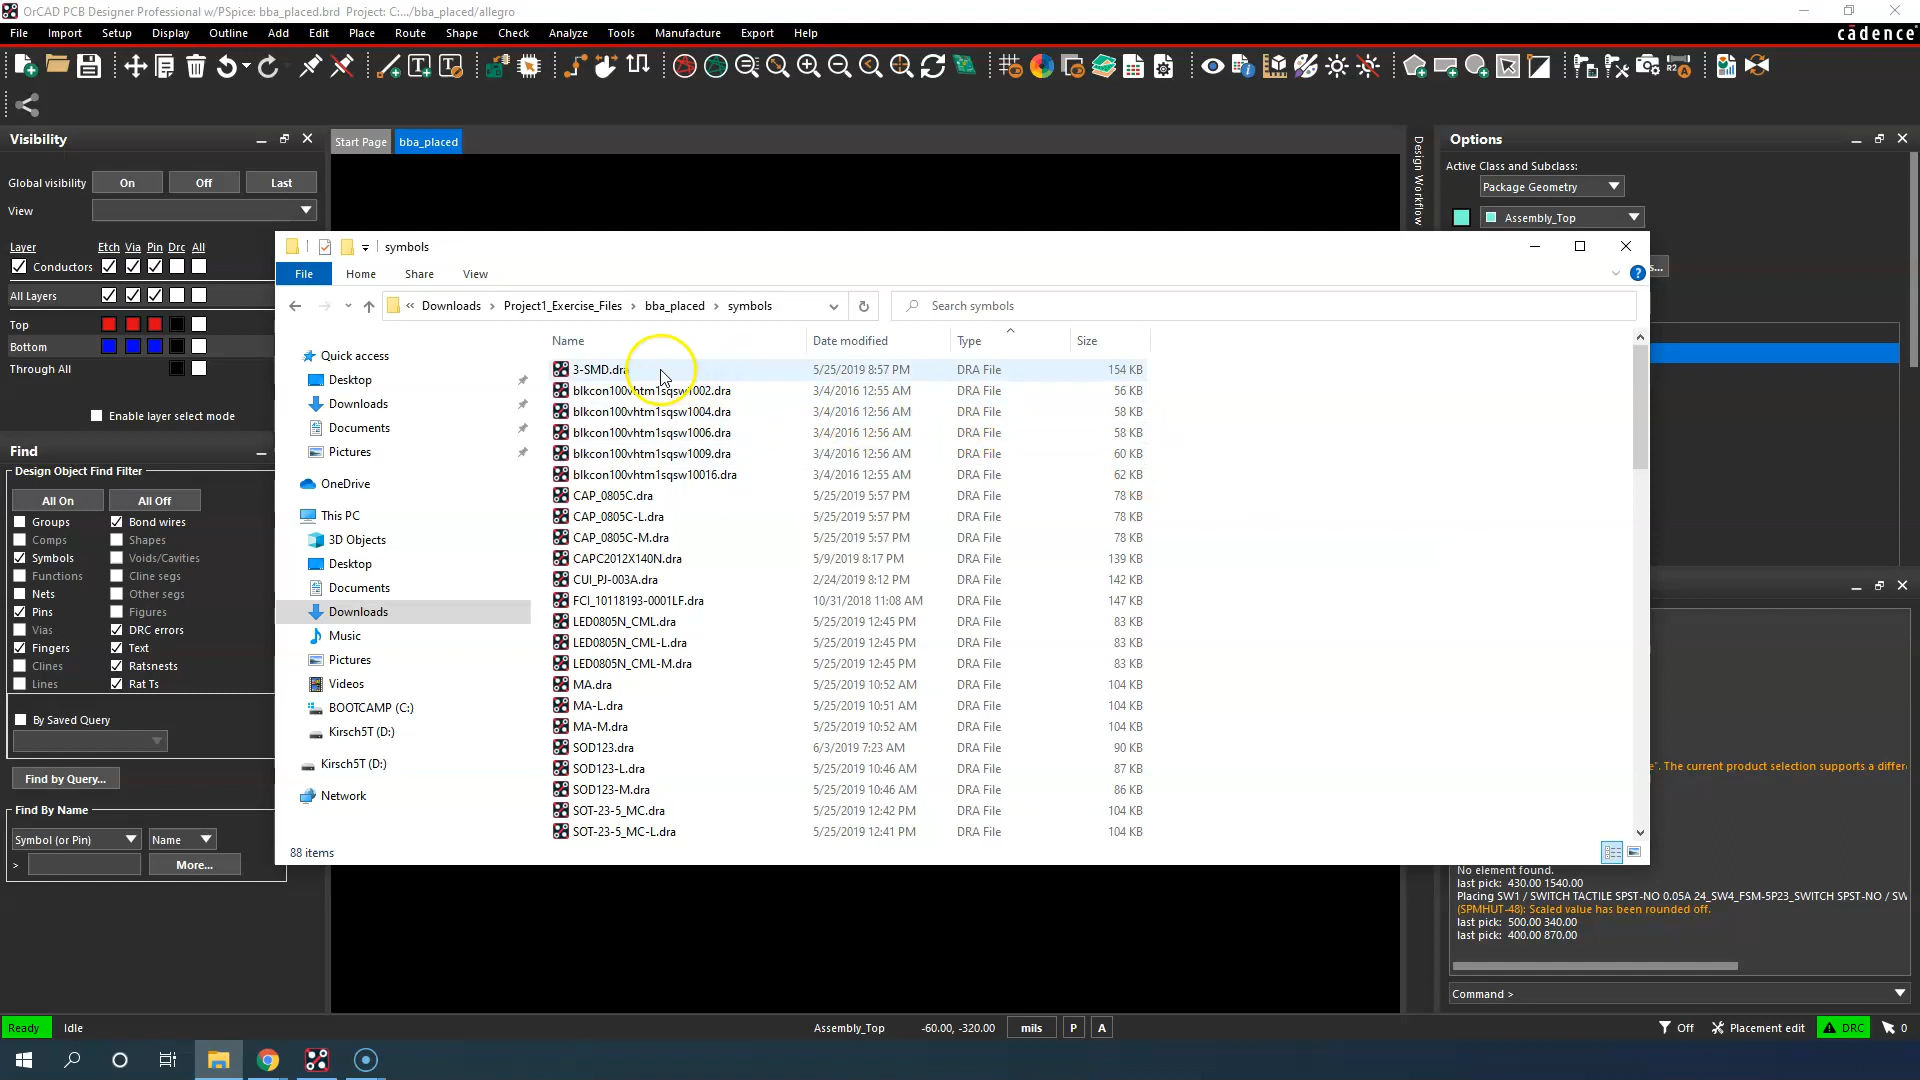 OrCAD PCB Designer Professional w/PSpice: bba_placed.brd Project: C:.../bba_placed/allegro
File Import Setup Display Outline Add Edit Place Route Shape Check Analyze Tools Manufacture Export Help
cadence
Visibility
Start Page bba_placed
Global visibility On Off Last
View
Layer Etch Via Pin Drc All
Conductors
All Layers
Top
Bottom
Through All
Enable layer select mode
Find
Design Object Find Filter
All On All Off
Groups Bond wires
Comps Shapes
Symbols Voids/Cavities
Functions Cline segs
Nets Other segs
Pins Figures
Vias DRC errors
Fingers Text
Clines Ratsnests
Lines Rat Ts
By Saved Query
Find by Query...
Find By Name
Symbol (or Pin) Name
> More...
symbols
File Home Share View
« Downloads › Project1_Exercise_Files › bba_placed › symbols
Search symbols
Quick access
Desktop
Downloads
Documents
Pictures
OneDrive
This PC
3D Objects
Desktop
Documents
Downloads
Music
Pictures
Videos
BOOTCAMP (C:)
Kirsch5T (D:)
Kirsch5T (D:)
Network
Name Date modified Type Size
3-SMD.dra 5/25/2019 8:57 PM DRA File 154 KB
blkcon100vhtm1sqsw1002.dra 3/4/2016 12:55 AM DRA File 56 KB
blkcon100vhtm1sqsw1004.dra 3/4/2016 12:56 AM DRA File 58 KB
blkcon100vhtm1sqsw1006.dra 3/4/2016 12:56 AM DRA File 58 KB
blkcon100vhtm1sqsw1009.dra 3/4/2016 12:56 AM DRA File 60 KB
blkcon100vhtm1sqsw10016.dra 3/4/2016 12:55 AM DRA File 62 KB
CAP_0805C.dra 5/25/2019 5:57 PM DRA File 78 KB
CAP_0805C-L.dra 5/25/2019 5:57 PM DRA File 78 KB
CAP_0805C-M.dra 5/25/2019 5:57 PM DRA File 78 KB
CAPC2012X140N.dra 5/9/2019 8:17 PM DRA File 139 KB
CUI_PJ-003A.dra 2/24/2019 8:12 PM DRA File 142 KB
FCI_10118193-0001LF.dra 10/31/2018 11:08 AM DRA File 147 KB
LED0805N_CML.dra 5/25/2019 12:45 PM DRA File 83 KB
LED0805N_CML-L.dra 5/25/2019 12:45 PM DRA File 83 KB
LED0805N_CML-M.dra 5/25/2019 12:45 PM DRA File 83 KB
MA.dra 5/25/2019 10:52 AM DRA File 104 KB
MA-L.dra 5/25/2019 10:51 AM DRA File 104 KB
MA-M.dra 5/25/2019 10:52 AM DRA File 104 KB
SOD123.dra 6/3/2019 7:23 AM DRA File 90 KB
SOD123-L.dra 5/25/2019 10:46 AM DRA File 87 KB
SOD123-M.dra 5/25/2019 10:46 AM DRA File 86 KB
SOT-23-5_MC.dra 5/25/2019 12:42 PM DRA File 104 KB
SOT-23-5_MC-L.dra 5/25/2019 12:41 PM DRA File 104 KB
88 items
Design Workflow
Options
Active Class and Subclass:
Package Geometry
Assembly_Top
s...
e". The current product selection supports a differe
No element found.
last pick: 430.00 1540.00
Placing SW1 / SWITCH TACTILE SPST-NO 0.05A 24_SW4_FSM-5P23_SWITCH SPST-NO / SW
(SPMHUT-48): Scaled value has been rounded off.
last pick: 500.00 340.00
last pick: 400.00 870.00
Command >
Ready Idle Assembly_Top -60.00, -320.00 mils P A Off Placement edit DRC 0